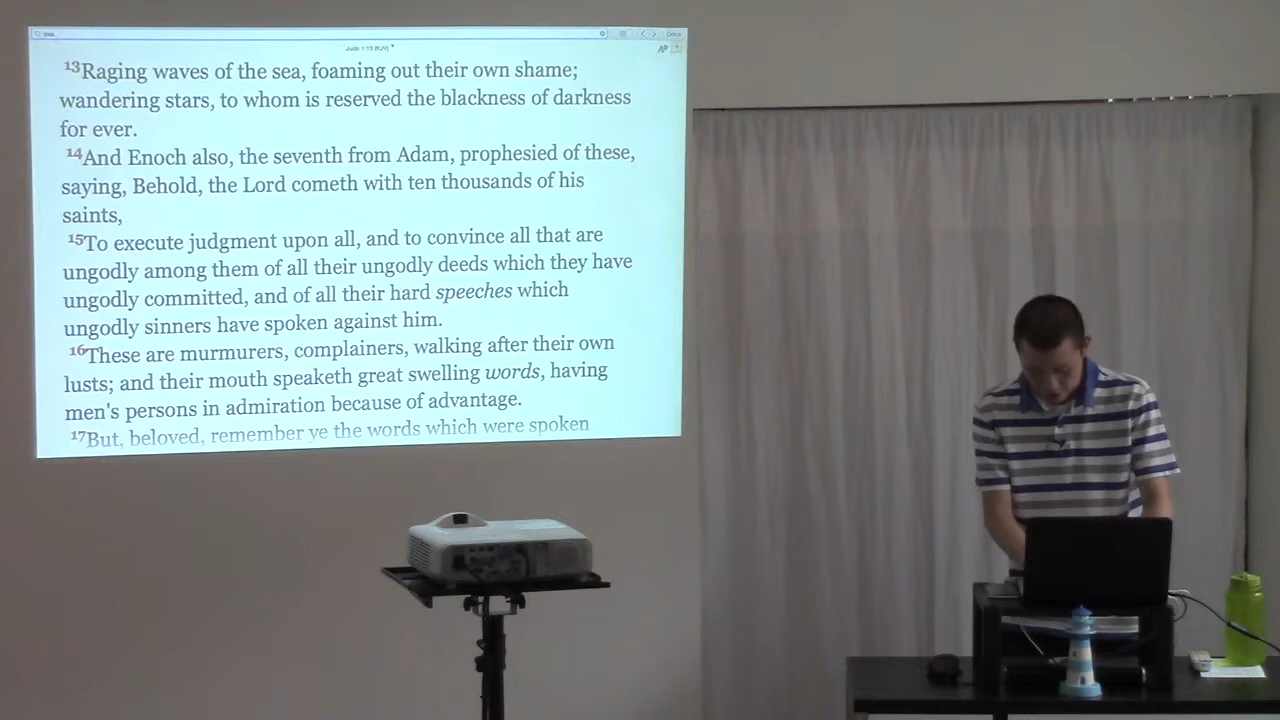 Jude 1:13 (KJV)
Done
13Raging waves of the sea, foaming out their own shame;
wandering stars, to whom is reserved the blackness of darkness
for ever.
14And Enoch also, the seventh from Adam, prophesied of these,
saying, Behold, the Lord cometh with ten thousands of his
saints,
15To execute judgment upon all, and to convince all that are
ungodly among them of all their ungodly deeds which they have
ungodly committed, and of all their hard speeches which
ungodly sinners have spoken against him.
16These are murmurers, complainers, walking after their own
lusts; and their mouth speaketh great swelling words, having
men's persons in admiration because of advantage.
17But, beloved, remember ye the words which were spoken